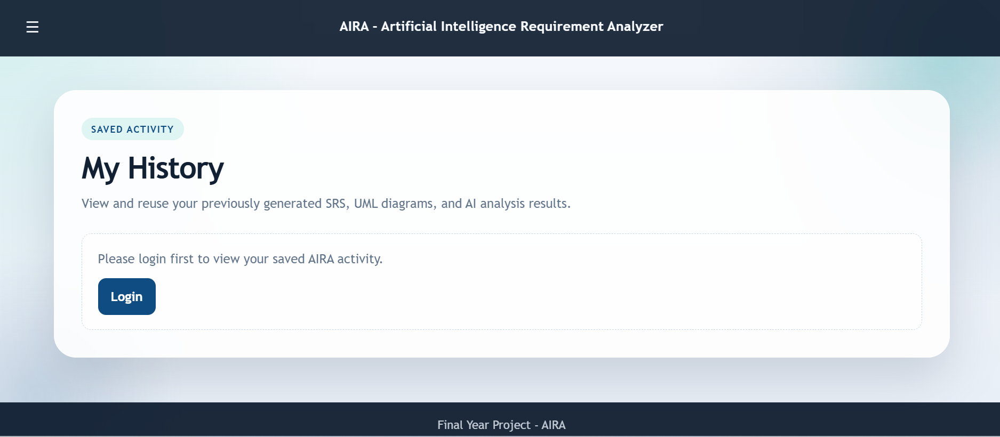 ☰
AIRA - Artificial Intelligence Requirement Analyzer
SAVED ACTIVITY
My History
View and reuse your previously generated SRS, UML diagrams, and AI analysis results.
Please login first to view your saved AIRA activity.
Login
Final Year Project - AIRA